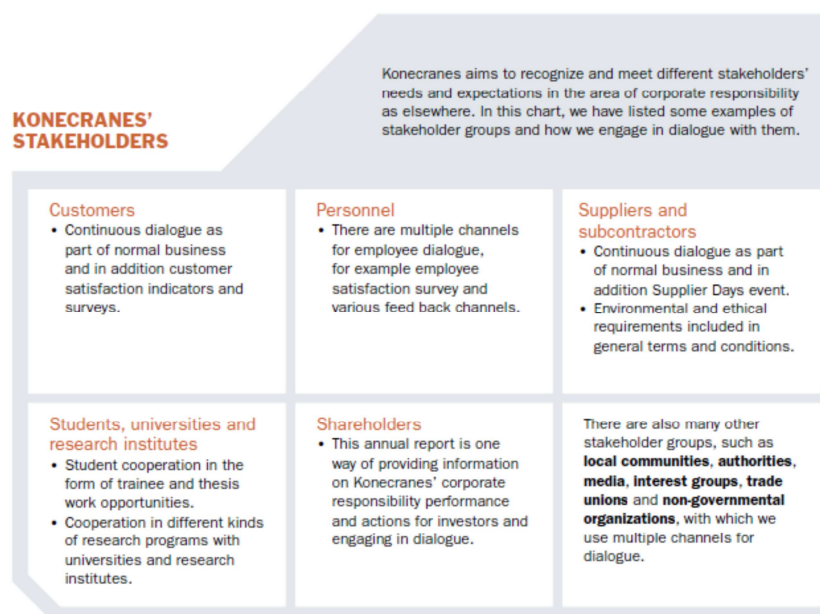 Konecranes aims to recognize and meet different stakeholders'
needs and expectations in the area of corporate responsibility
as elsewhere. In this chart, we have listed some examples of
stakeholder groups and how we engage in dialogue with them.
KONECRANES'
STAKEHOLDERS
Customers
• Continuous dialogue as
part of normal business
and in addition customer
satisfaction indicators and
surveys.
Personnel
• There are multiple channels
for employee dialogue,
for example employee
satisfaction survey and
various feed back channels.
Suppliers and
subcontractors
• Continuous dialogue as part
of normal business and in
addition Supplier Days event.
• Environmental and ethical
requirements included in
general terms and conditions.
Students, universities and
research institutes
• Student cooperation in the
form of trainee and thesis
work opportunities.
• Cooperation in different kinds
of research programs with
universities and research
institutes.
Shareholders
• This annual report is one
way of providing information
on Konecranes' corporate
responsibility performance
and actions for investors and
engaging in dialogue.
There are also many other
stakeholder groups, such as
local communities, authorities,
media, interest groups, trade
unions and non-governmental
organizations, with which we
use multiple channels for
dialogue.